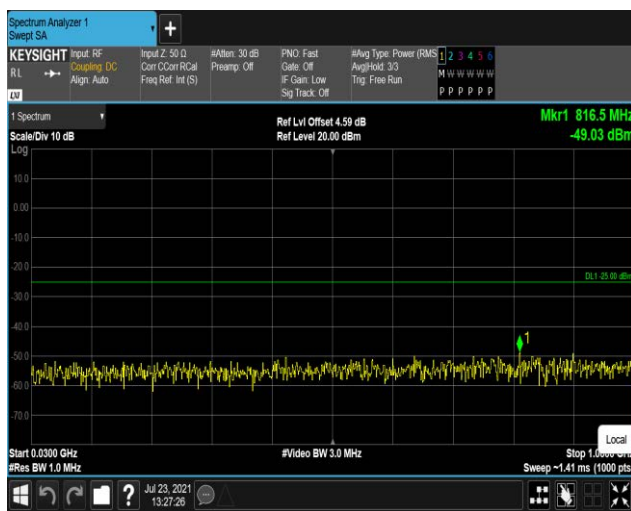 Spectrum Analyzer 1
Swept SA
+
KEYSIGHT
RL
Input: RF
Coupling: DC
Align: Auto
Input Z: 50 Ω
Corr CCorr RCal
Freq Ref: Int (S)
#Atten: 30 dB
Preamp: Off
PNO: Fast
Gate: Off
IF Gain: Low
Sig Track: Off
#Avg Type: Power (RMS
Avg|Hold: 3/3
Trig: Free Run
1 2 3 4 5 6
M W W W W W
P P P P P P
1 Spectrum
Scale/Div 10 dB
Log
Ref Lvl Offset 4.59 dB
Ref Level 20.00 dBm
Mkr1 816.5 MHz
-49.03 dBm
10.0
0.00
-10.0
-20.0
DL1 -25.00 dBm
-30.0
-40.0
1
-50.0
-60.0
-70.0
Local
Start 0.0300 GHz
#Video BW 3.0 MHz
Stop
#Res BW 1.0 MHz
Sweep ~1.41 ms (1000 pts
?
Jul 23, 2021
13:27:26